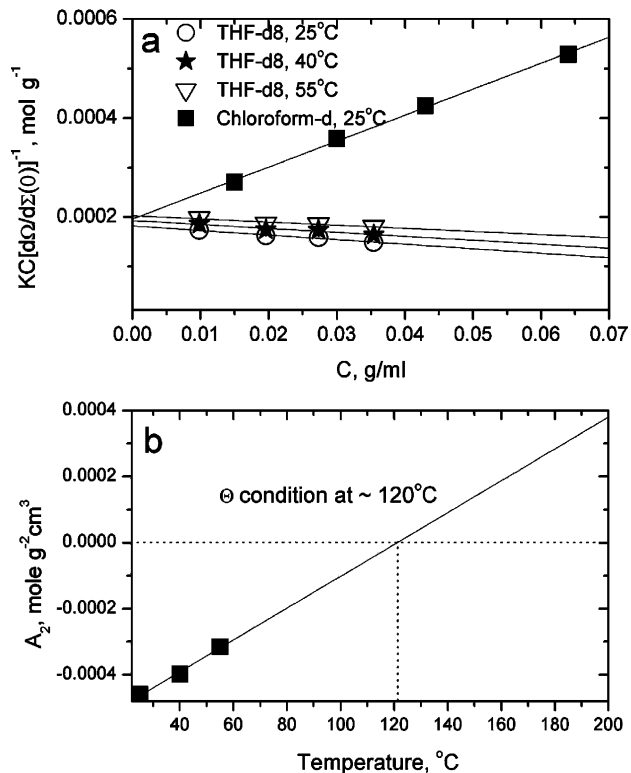 0.0006
a
THF-d8, 25°C
THF-d8, 40°C
THF-d8, 55°C
Chloroform-d, 25°C
0.0004
0.0002
KC[dΩ/dΣ(0)]⁻¹, mol g⁻¹
0.00 0.01 0.02 0.03 0.04 0.05 0.06 0.07
C, g/ml
0.0004
b
0.0002
Θ condition at ~ 120°C
0.0000
-0.0002
-0.0004
A₂, mole g⁻²cm³
40 60 80 100 120 140 160 180 200
Temperature, °C